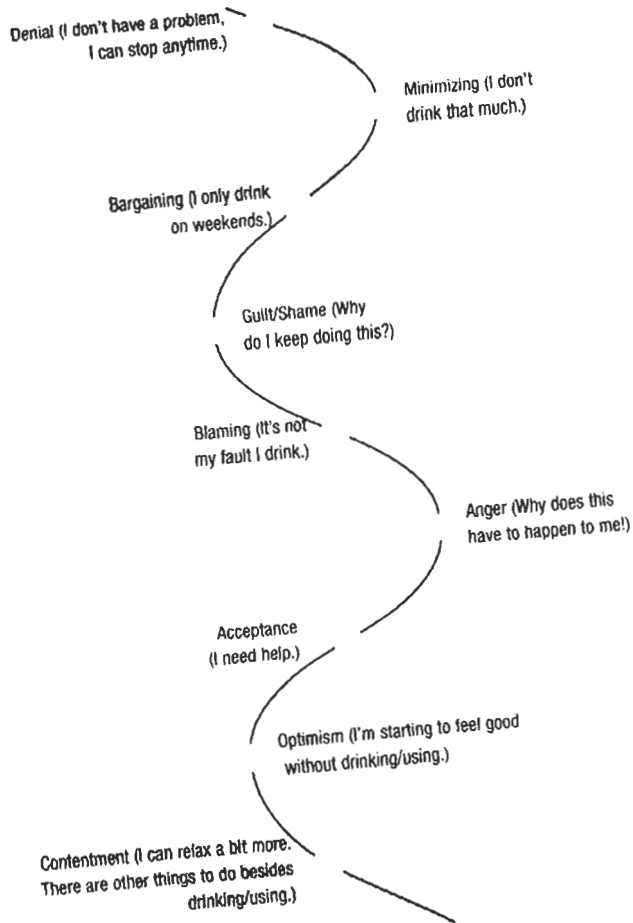 Denial (I don't have a problem,
I can stop anytime.)
Minimizing (I don't
drink that much.)
Bargaining (I only drink
on weekends.)
Guilt/Shame (Why
do I keep doing this?)
Blaming (It's not
my fault I drink.)
Anger (Why does this
have to happen to me!)
Acceptance
(I need help.)
Optimism (I'm starting to feel good
without drinking/using.)
Contentment (I can relax a bit more.
There are other things to do besides
drinking/using.)